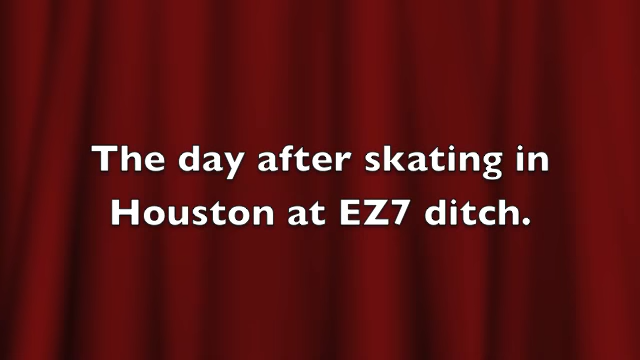 The day after skating in
Houston at EZ7 ditch.